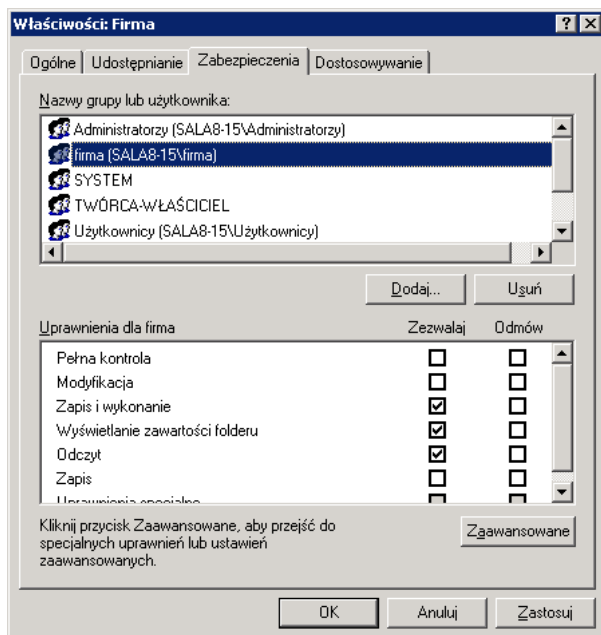 Właściwości: Firma
Ogólne Udostępnianie Zabezpieczenia Dostosowywanie
Nazwy grupy lub użytkownika:
Administratorzy (SALA8-15\Administratorzy)
firma (SALA8-15\firma)
SYSTEM
TWÓRCA-WŁAŚCICIEL
Użytkownicy (SALA8-15\Użytkownicy)
Dodaj... Usuń
Uprawnienia dla firma Zezwalaj Odmów
Pełna kontrola
Modyfikacja
Zapis i wykonanie
Wyświetlanie zawartości folderu
Odczyt
Zapis
Uprawnienia specjalne
Kliknij przycisk Zaawansowane, aby przejść do
specjalnych uprawnień lub ustawień
zaawansowanych.
Zaawansowane
OK Anuluj Zastosuj